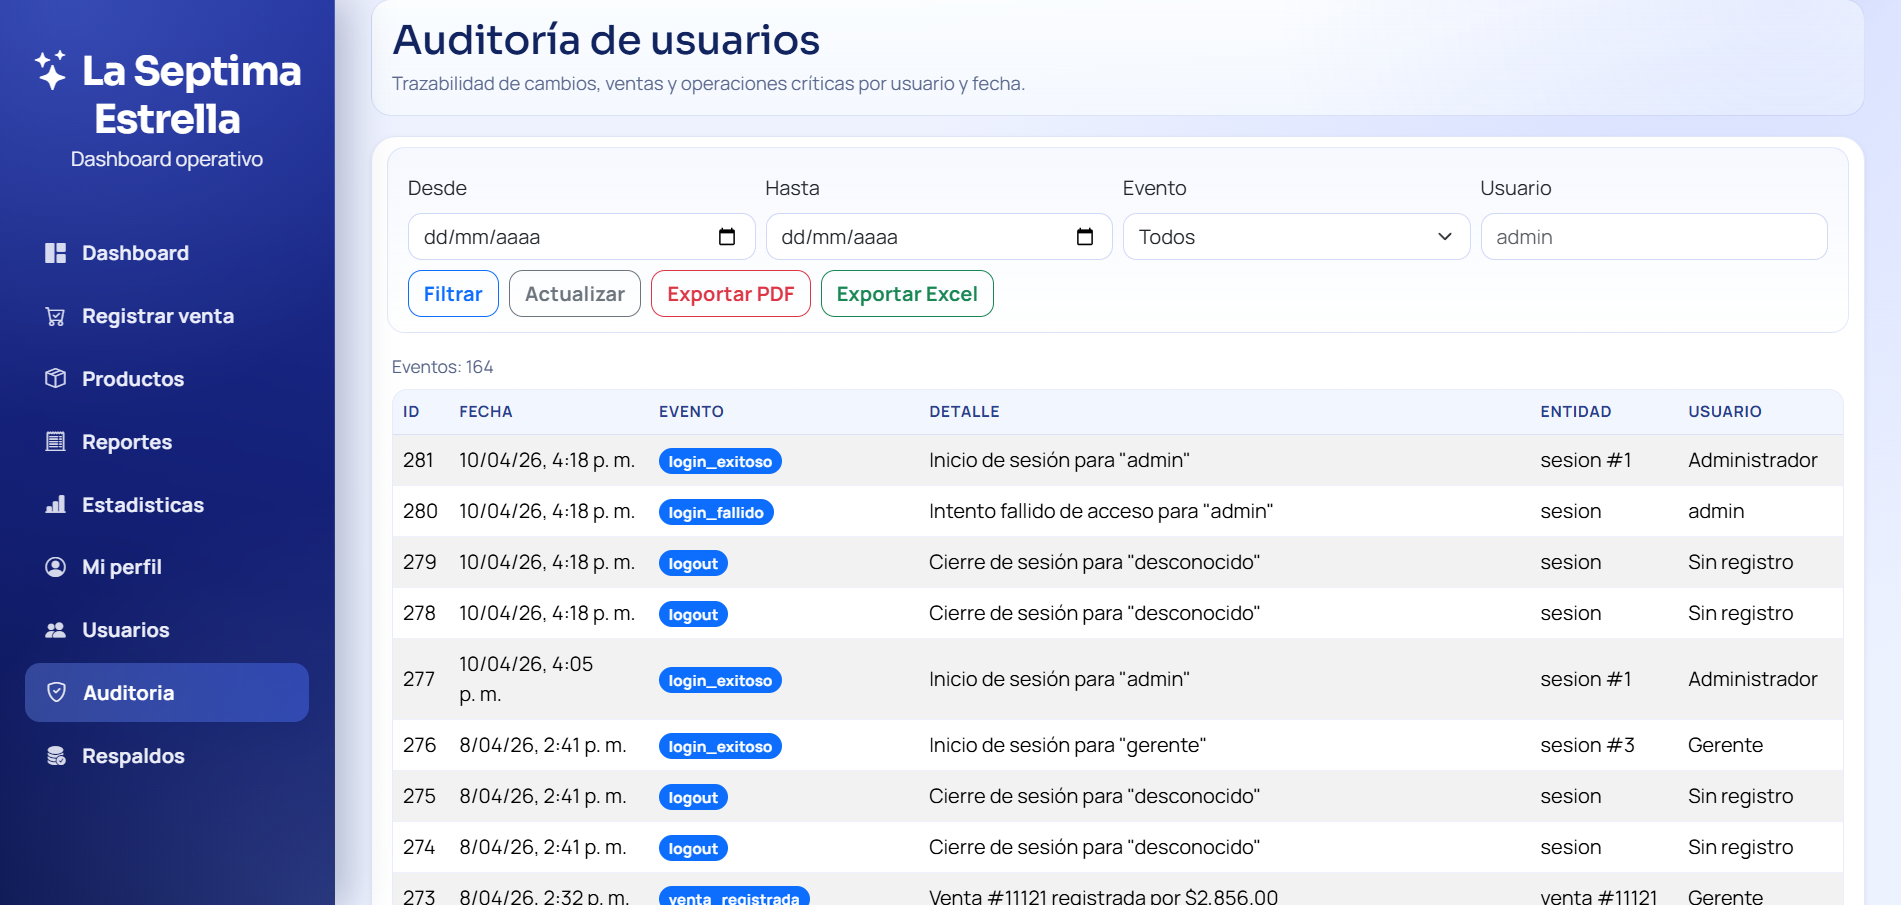 La Septima
Estrella
Dashboard operativo
Dashboard
Registrar venta
Productos
Reportes
Estadisticas
Mi perfil
Usuarios
Auditoria
Respaldos
Auditoría de usuarios
Trazabilidad de cambios, ventas y operaciones críticas por usuario y fecha.
Desde Hasta Evento Usuario
dd/mm/aaaa dd/mm/aaaa Todos admin
Filtrar Actualizar Exportar PDF Exportar Excel
Eventos: 164
ID FECHA EVENTO DETALLE ENTIDAD USUARIO
281 10/04/26, 4:18 p. m. login_exitoso Inicio de sesión para "admin" sesion #1 Administrador
280 10/04/26, 4:18 p. m. login_fallido Intento fallido de acceso para "admin" sesion admin
279 10/04/26, 4:18 p. m. logout Cierre de sesión para "desconocido" sesion Sin registro
278 10/04/26, 4:18 p. m. logout Cierre de sesión para "desconocido" sesion Sin registro
277 10/04/26, 4:05 p. m. login_exitoso Inicio de sesión para "admin" sesion #1 Administrador
276 8/04/26, 2:41 p. m. login_exitoso Inicio de sesión para "gerente" sesion #3 Gerente
275 8/04/26, 2:41 p. m. logout Cierre de sesión para "desconocido" sesion Sin registro
274 8/04/26, 2:41 p. m. logout Cierre de sesión para "desconocido" sesion Sin registro
273 8/04/26, 2:32 p. m. venta_registrada Venta #11121 registrada por $2.856,00 venta #11121 Gerente